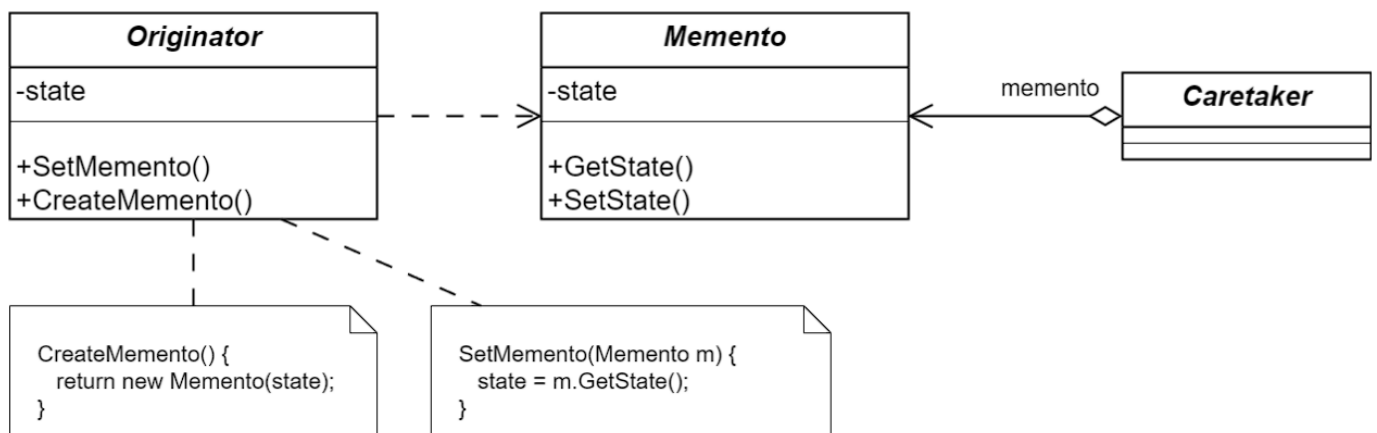 Originator
-state
+SetMemento()
+CreateMemento()
Memento
-state
+GetState()
+SetState()
memento
Caretaker
CreateMemento() {
return new Memento(state);
}
SetMemento(Memento m) {
state = m.GetState();
}